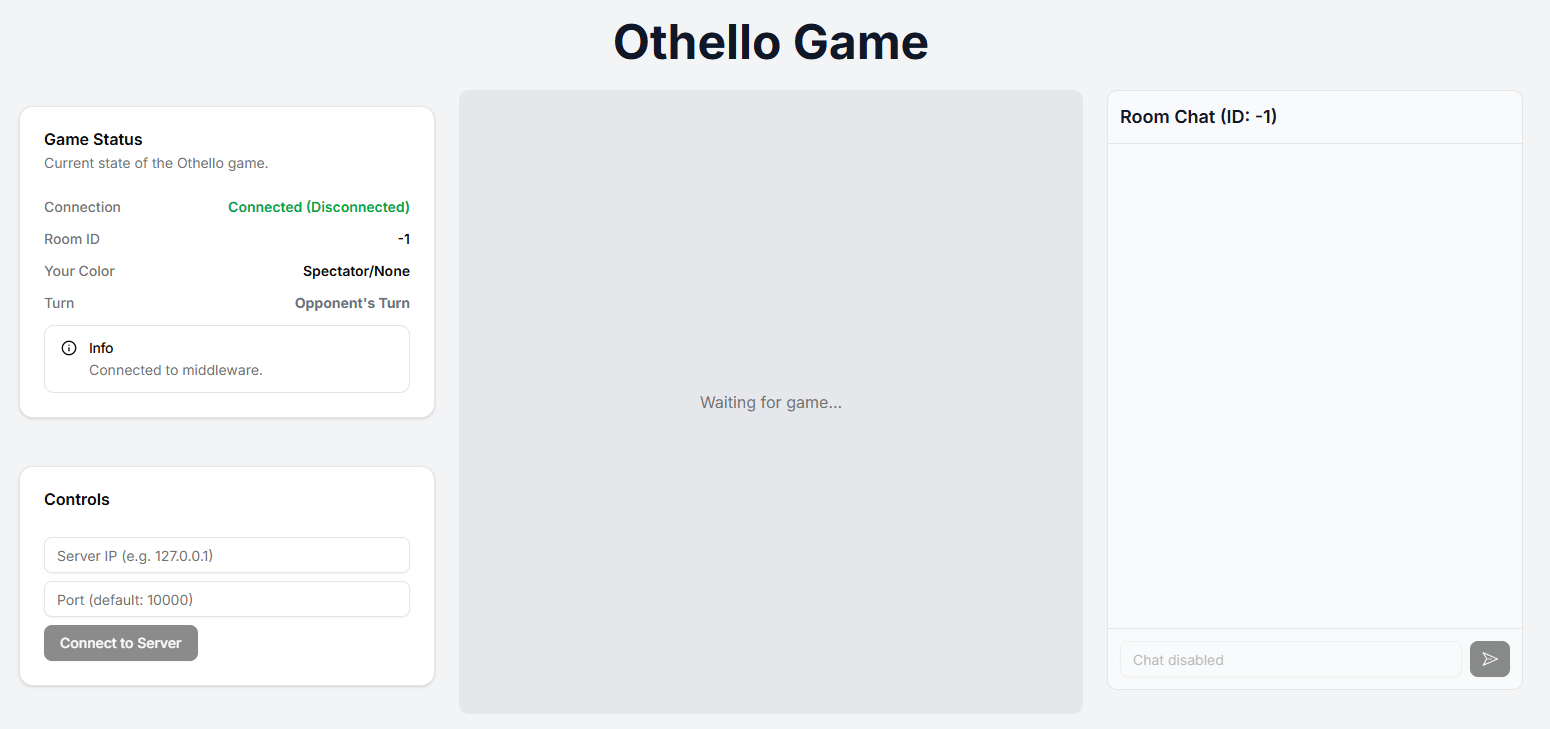 Othello Game
Game Status
Current state of the Othello game.
Connection Connected (Disconnected)
Room ID -1
Your Color Spectator/None
Turn Opponent's Turn
Info
Connected to middleware.
Controls
Server IP (e.g. 127.0.0.1)
Port (default: 10000)
Connect to Server
Waiting for game...
Room Chat (ID: -1)
Chat disabled